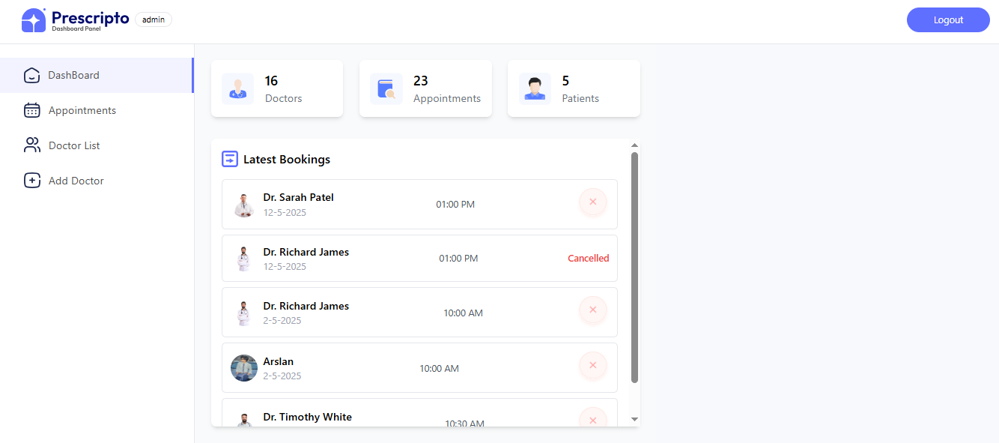 Prescripto
Dashboard Panel
admin
Logout
DashBoard
Appointments
Doctor List
Add Doctor
16
Doctors
23
Appointments
5
Patients
Latest Bookings
Dr. Sarah Patel
12-5-2025
01:00 PM
Dr. Richard James
12-5-2025
01:00 PM
Cancelled
Dr. Richard James
2-5-2025
10:00 AM
Arslan
2-5-2025
10:00 AM
Dr. Timothy White
10:30 AM